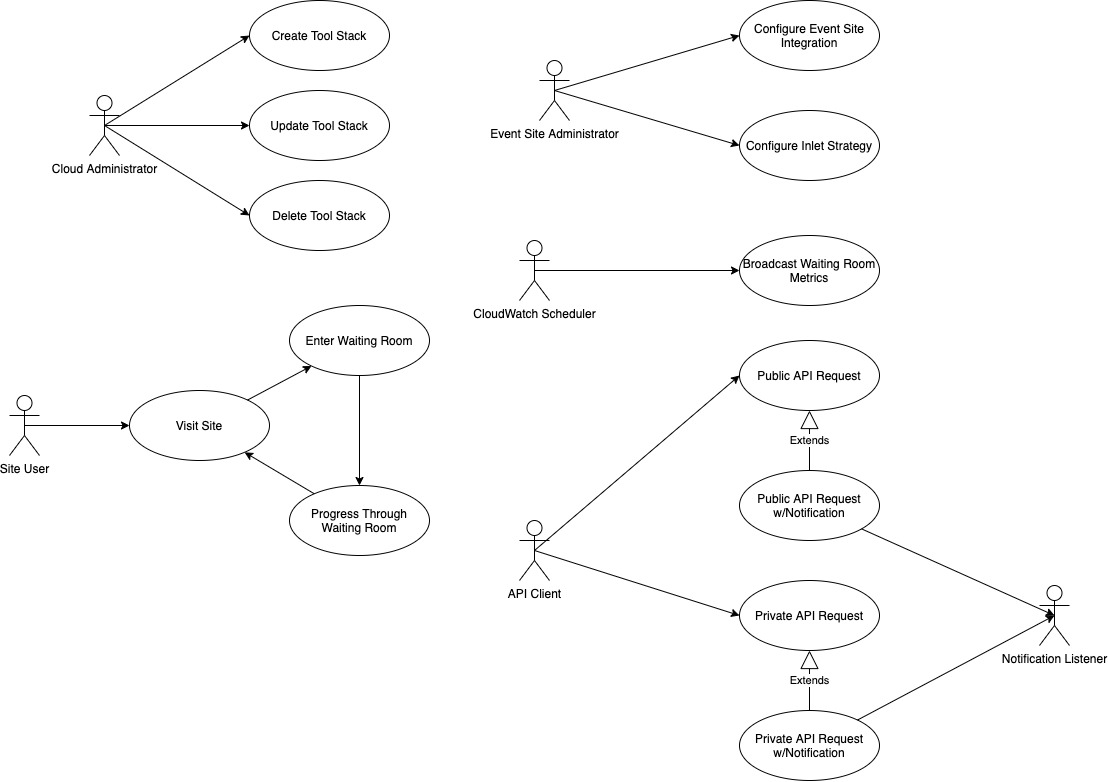 Create Tool Stack
Update Tool Stack
Cloud Administrator
Delete Tool Stack
Configure Event Site
Integration
Event Site Administrator
Configure Inlet Strategy
Broadcast Waiting Room
Metrics
CloudWatch Scheduler
Enter Waiting Room
Visit Site
Site User
Progress Through
Waiting Room
Public API Request
Extends
Public API Request
w/Notification
API Client
Private API Request
Notification Listener
Extends
Private API Request
w/Notification